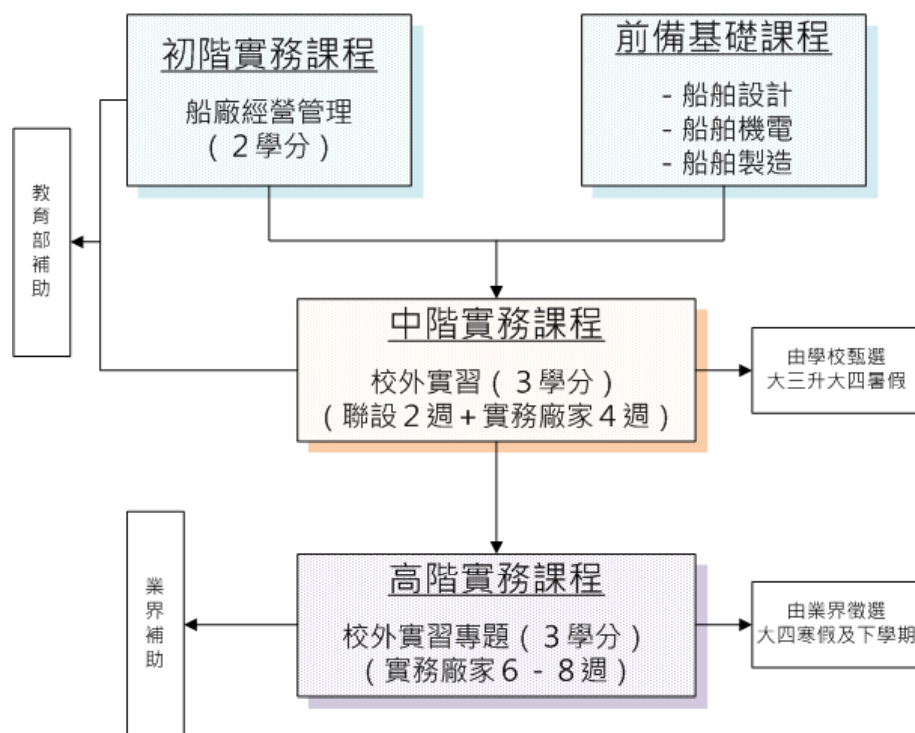 初階實務課程
船廠經營管理
(2學分)
前備基礎課程
- 船舶設計
- 船舶機電
- 船舶製造
教育部補助
中階實務課程
校外實習(3學分)
(聯設2週+實務廠家4週)
由學校甄選
大三升大四暑假
業界補助
高階實務課程
校外實習專題(3學分)
(實務廠家6-8週)
由業界徵選
大四寒假及下學期